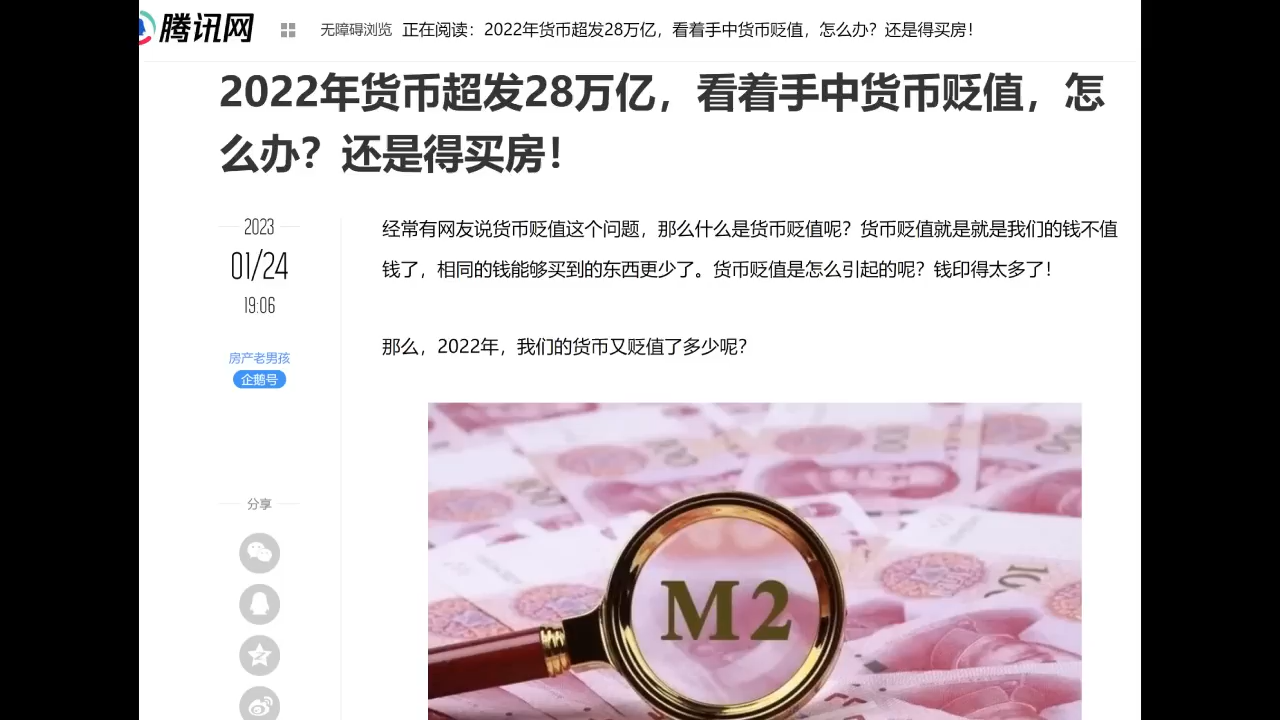 腾讯网 无障碍浏览 正在阅读：2022年货币超发28万亿，看着手中货币贬值，怎么办？还是得买房！
2022年货币超发28万亿，看着手中货币贬值，怎
么办？还是得买房！
2023
01/24
19:06
房产老男孩
企鹅号
分享
经常有网友说货币贬值这个问题，那么什么是货币贬值呢？货币贬值就是就是我们的钱不值
钱了，相同的钱能够买到的东西更少了。货币贬值是怎么引起的呢？钱印得太多了！
那么，2022年，我们的货币又贬值了多少呢？
M2